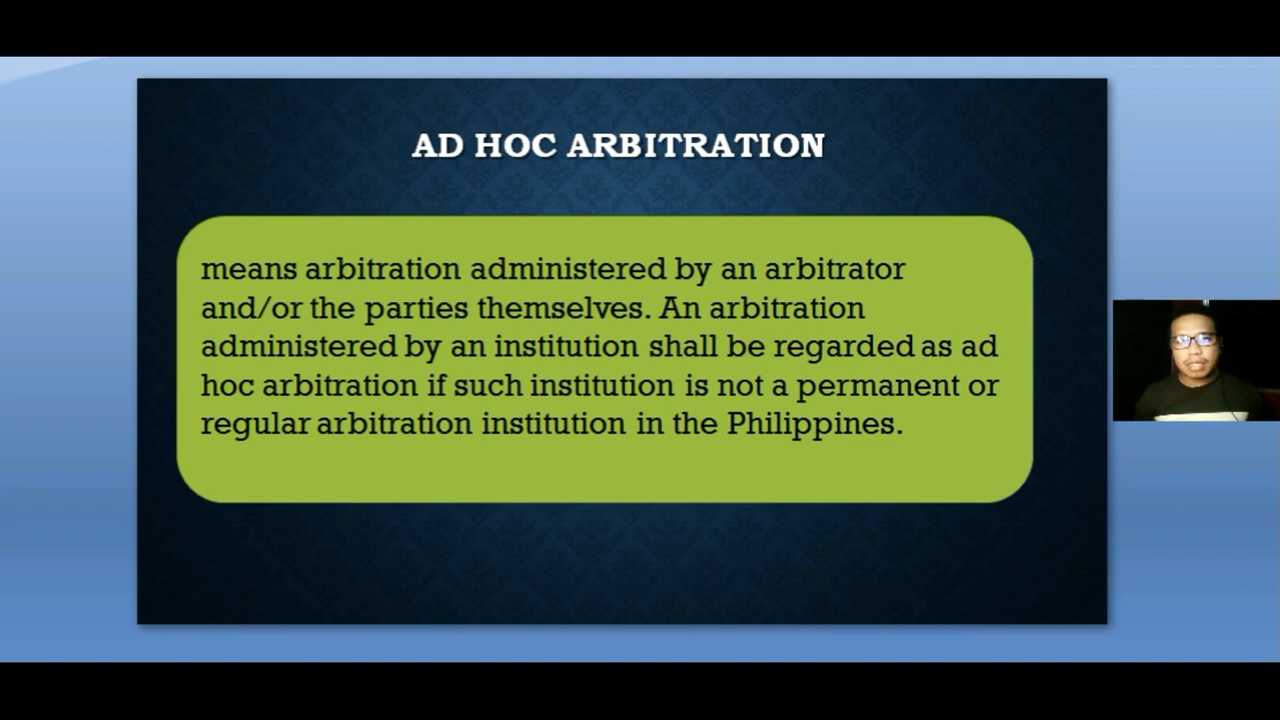 AD HOC ARBITRATION
means arbitration administered by an arbitrator
and/or the parties themselves. An arbitration
administered by an institution shall be regarded as ad
hoc arbitration if such institution is not a permanent or
regular arbitration institution in the Philippines.